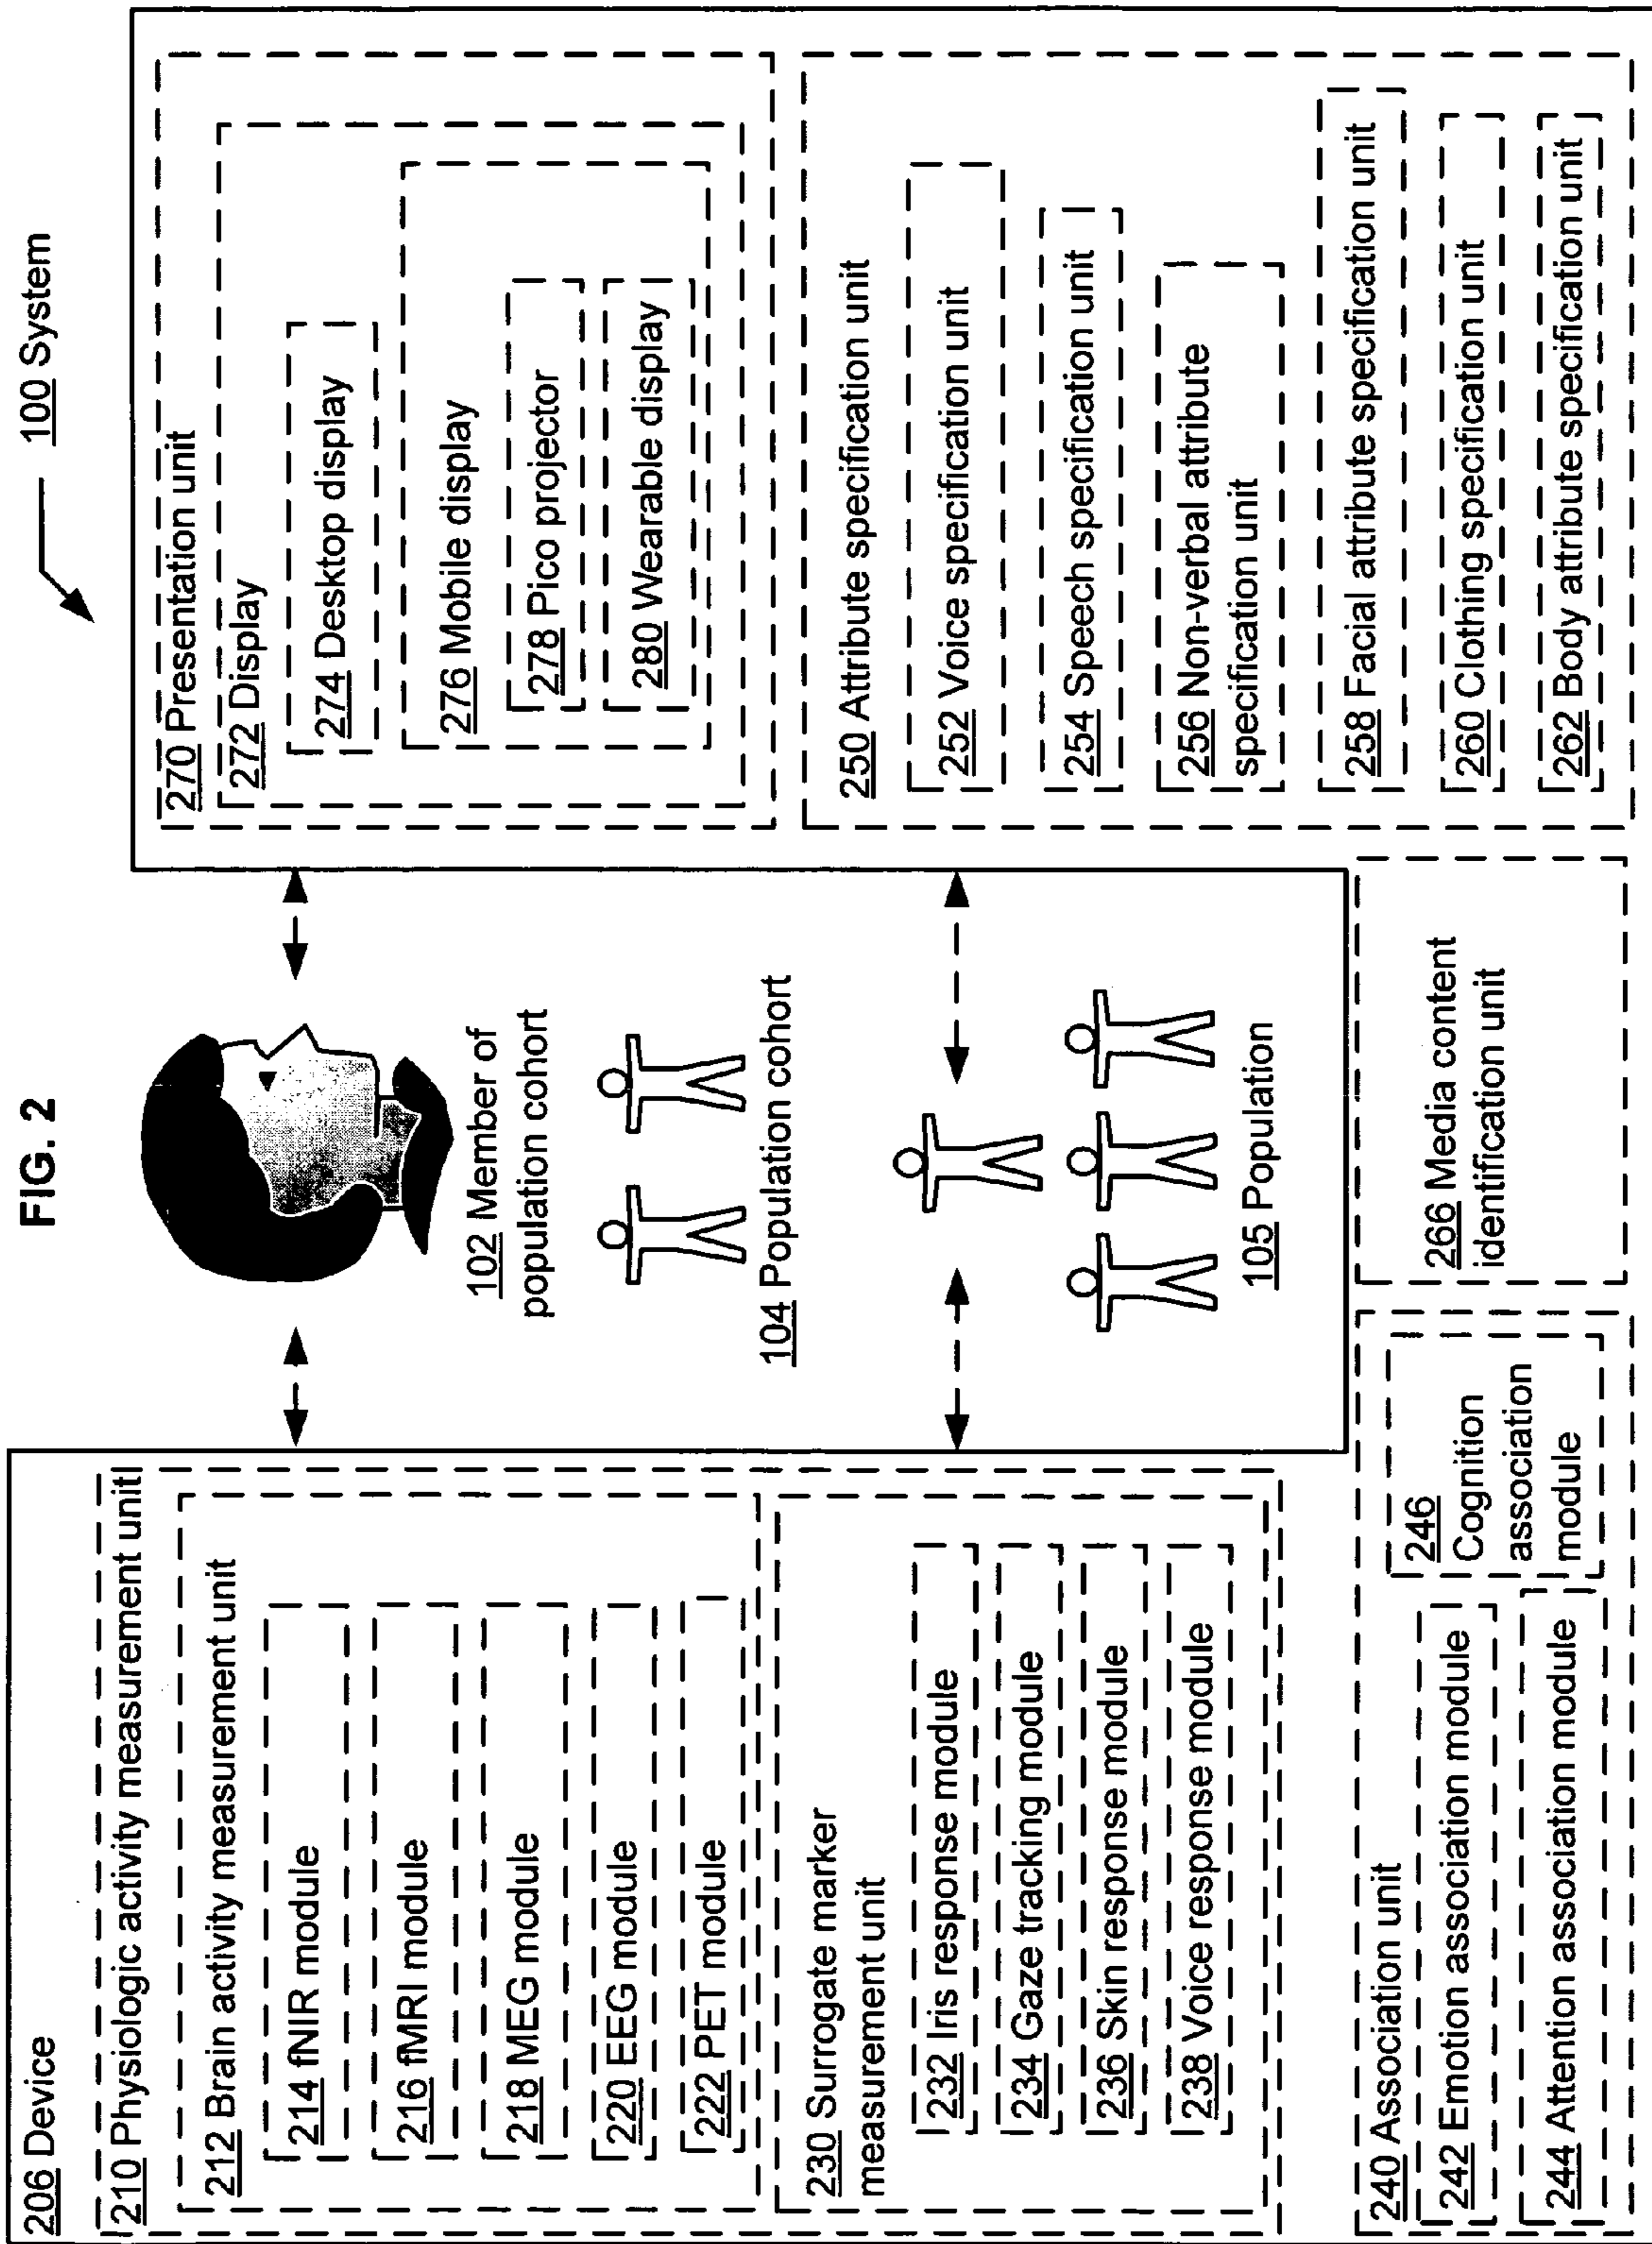 FIG. 2
100 System
206 Device
210 Physiologic activity measurement unit
212 Brain activity measurement unit
214 fNIR module
216 fMRI module
218 MEG module
220 EEG module
222 PET module
230 Surrogate marker
measurement unit
232 Iris response module
234 Gaze tracking module
236 Skin response module
238 Voice response module
240 Association unit
242 Emotion association module
244 Attention association module
246
Cognition
association
module
102 Member of
population cohort
104 Population cohort
105 Population
266 Media content
identification unit
270 Presentation unit
272 Display
274 Desktop display
276 Mobile display
278 Pico projector
280 Wearable display
250 Attribute specification unit
252 Voice specification unit
254 Speech specification unit
256 Non-verbal attribute
specification unit
258 Facial attribute specification unit
260 Clothing specification unit
262 Body attribute specification unit